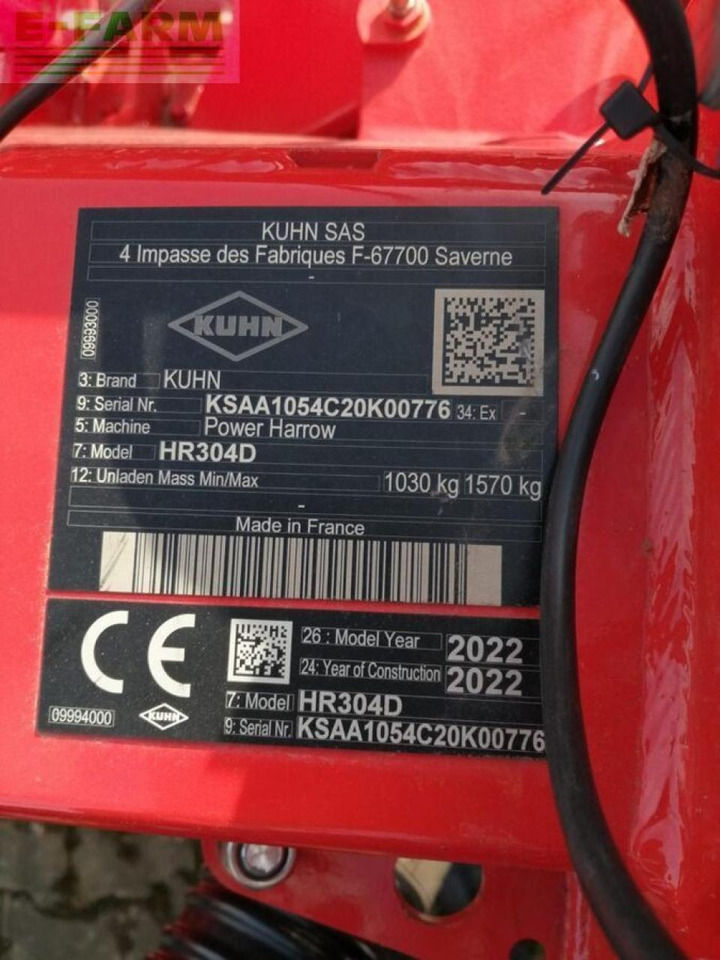 E-FARM
KUHN SAS
4 Impasse des Fabriques F-67700 Saverne
-
09993000
KUHN
3: Brand KUHN
9: Serial Nr. KSAA1054C20K00776 34: Ex -
5: Machine Power Harrow
7: Model HR304D
12: Unladen Mass Min/Max 1030 kg 1570 kg
-
Made in France
CE
26 : Model Year 2022
24: Year of Construction 2022
7: Model HR304D
09994000 KUHN 9: Serial Nr. KSAA1054C20K00776